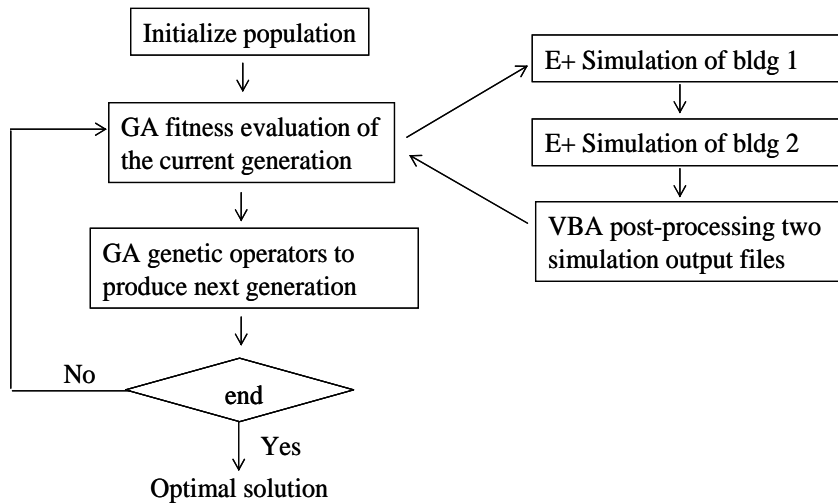 Initialize population
GA fitness evaluation of
the current generation
GA genetic operators to
produce next generation
No
end
Yes
Optimal solution
E+ Simulation of bldg 1
E+ Simulation of bldg 2
VBA post-processing two
simulation output files